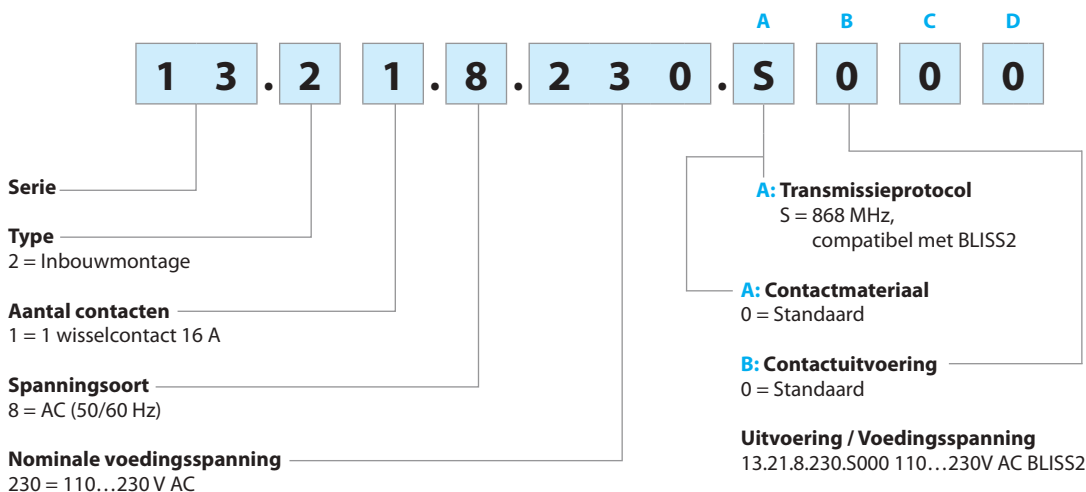 A B C D
1 3 . 2 1 . 8 . 2 3 0 . S 0 0 0
Serie
Type
2 = Inbouwmontage
Aantal contacten
1 = 1 wisselcontact 16 A
Spanningsoort
8 = AC (50/60 Hz)
Nominale voedingsspanning
230 = 110…230 V AC
A: Transmissieprotocol
S = 868 MHz,
compatibel met BLISS2
A: Contactmateriaal
0 = Standaard
B: Contactuitvoering
0 = Standaard
Uitvoering / Voedingsspanning
13.21.8.230.S000 110…230V AC BLISS2